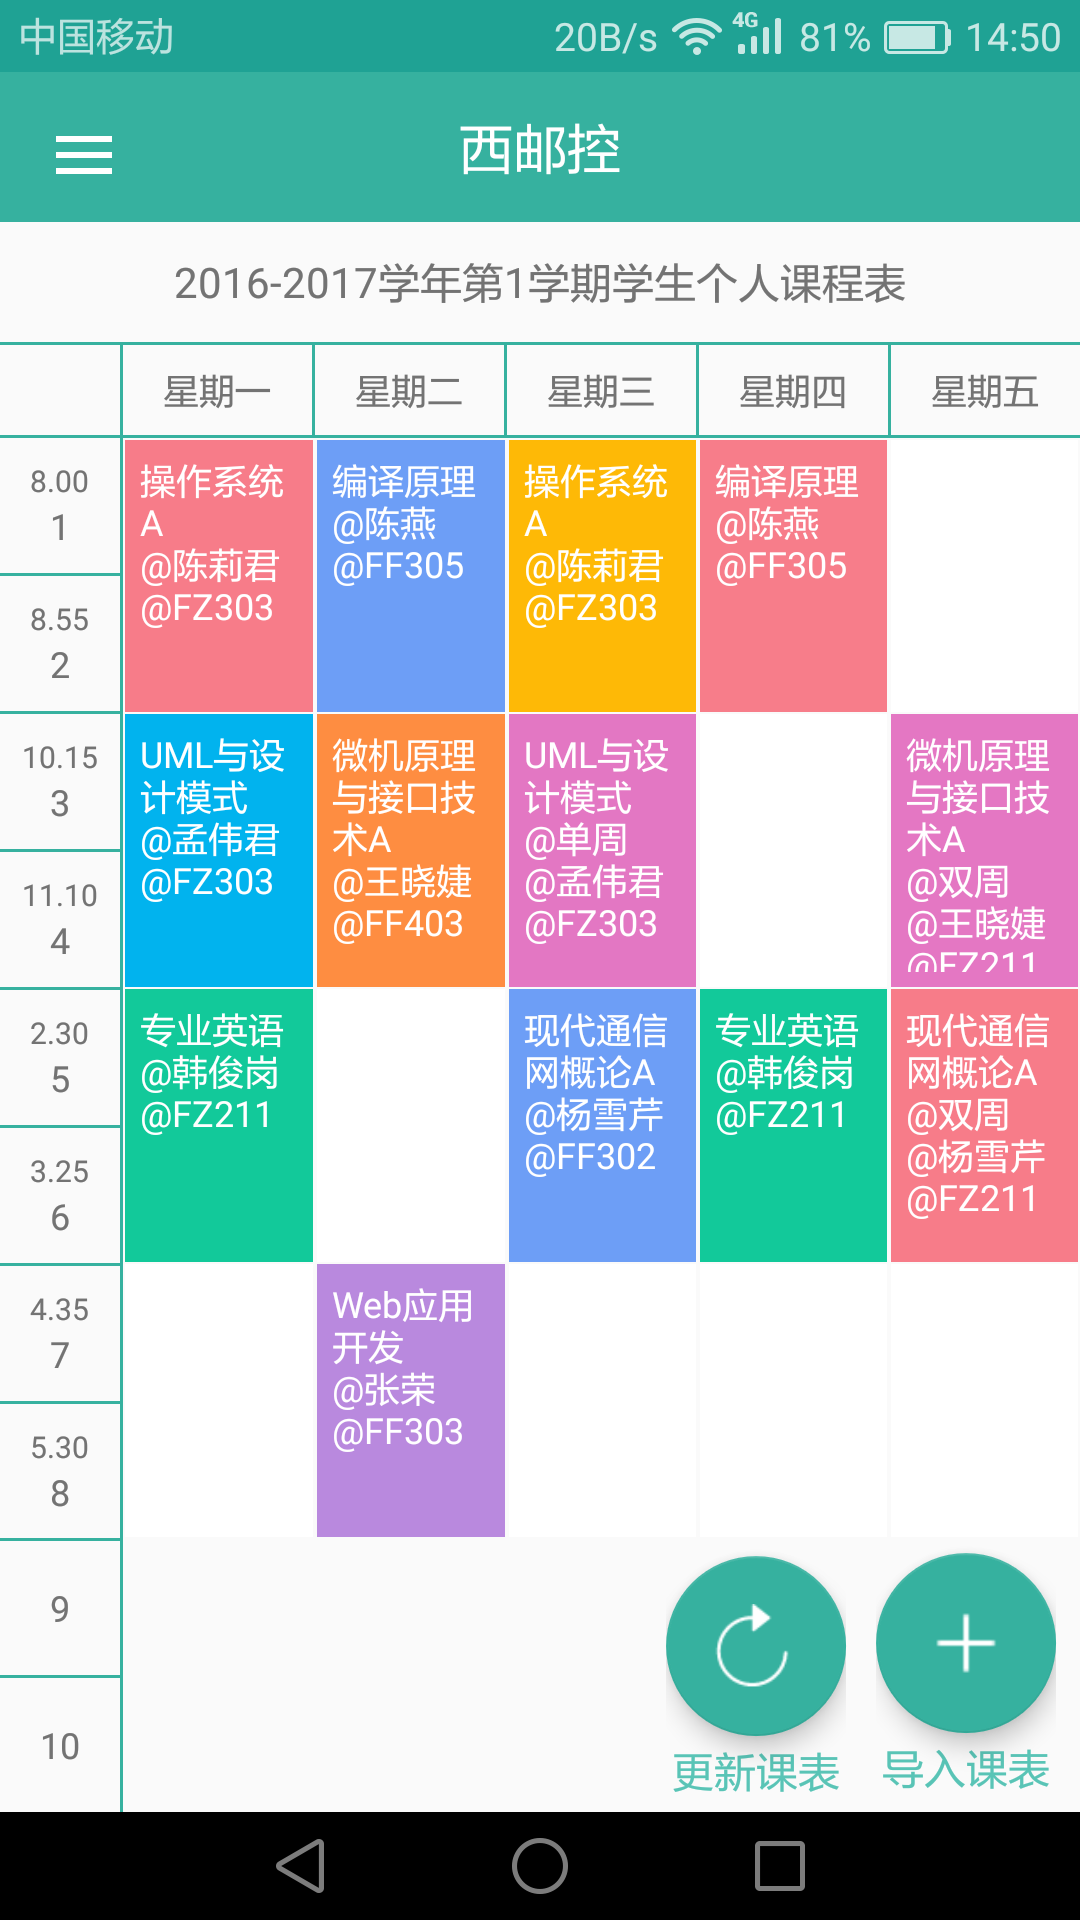 中国移动 20B/s 4G 81% 14:50
西邮控
2016-2017学年第1学期学生个人课程表
星期一 星期二 星期三 星期四 星期五
8.00
1
操作系统
A
@陈莉君
@FZ303
编译原理
@陈燕
@FF305
操作系统
A
@陈莉君
@FZ303
编译原理
@陈燕
@FF305
8.55
2
10.15
3
UML与设
计模式
@孟伟君
@FZ303
微机原理
与接口技
术A
@王晓婕
@FF403
UML与设
计模式
@单周
@孟伟君
@FZ303
微机原理
与接口技
术A
@双周
@王晓婕
@FZ211
11.10
4
2.30
5
专业英语
@韩俊岗
@FZ211
现代通信
网概论A
@杨雪芹
@FF302
专业英语
@韩俊岗
@FZ211
现代通信
网概论A
@双周
@杨雪芹
@FZ211
3.25
6
4.35
7
Web应用
开发
@张荣
@FF303
5.30
8
9
10
更新课表 导入课表